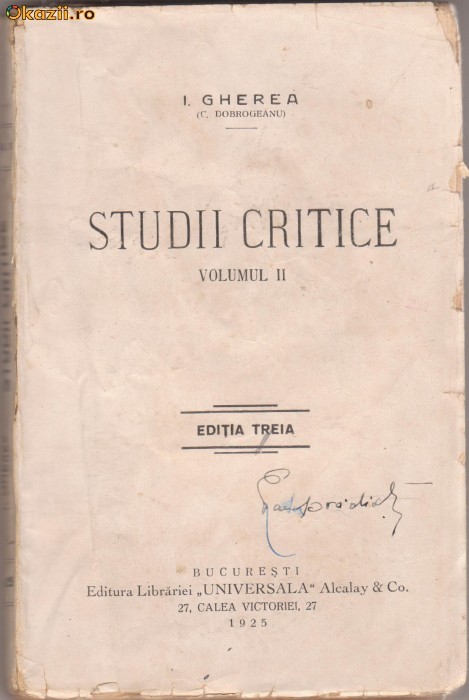 Okazii.ro
I. GHEREA
(C. DOBROGEANU)
STUDII CRITICE
VOLUMUL II
EDIȚIA TREIA
BUCUREȘTI
Editura Librăriei „UNIVERSALA“ Alcalay & Co.
27, CALEA VICTORIEI, 27
1925